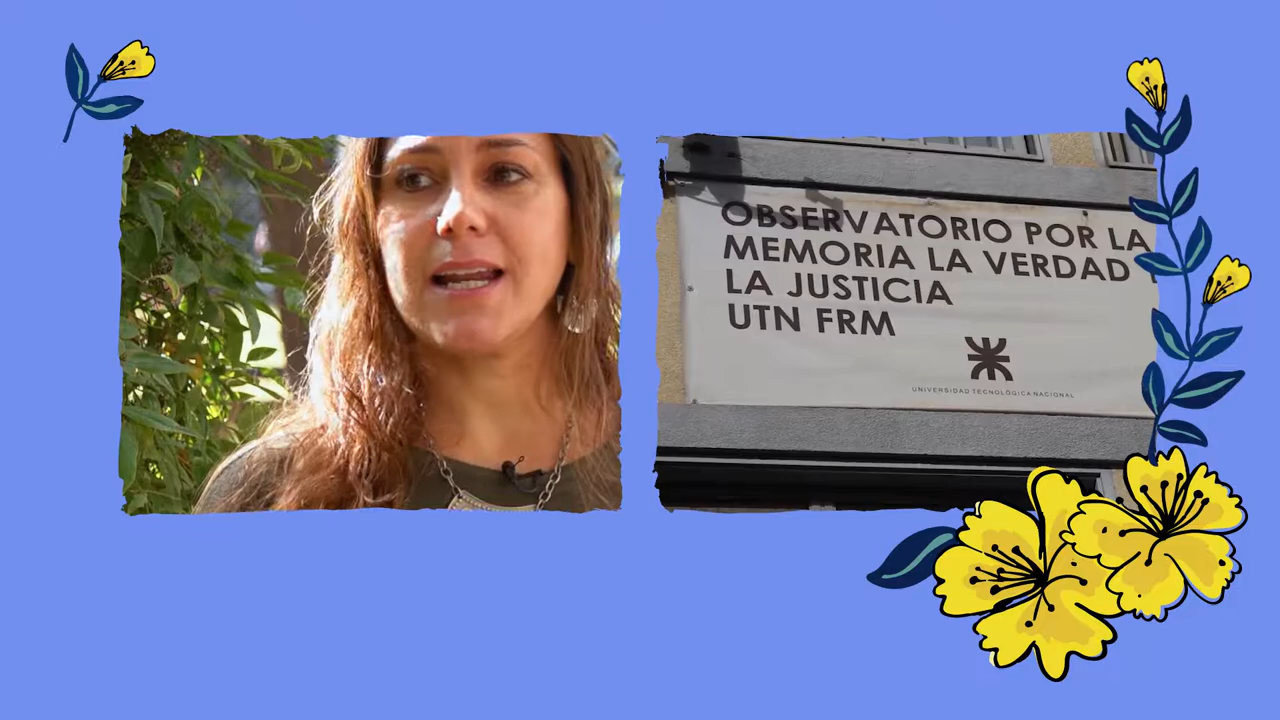 OBSERVATORIO POR LA
MEMORIA LA VERDAD
LA JUSTICIA
UTN FRM
UNIVERSIDAD TECNOLÓGICA NACIONAL